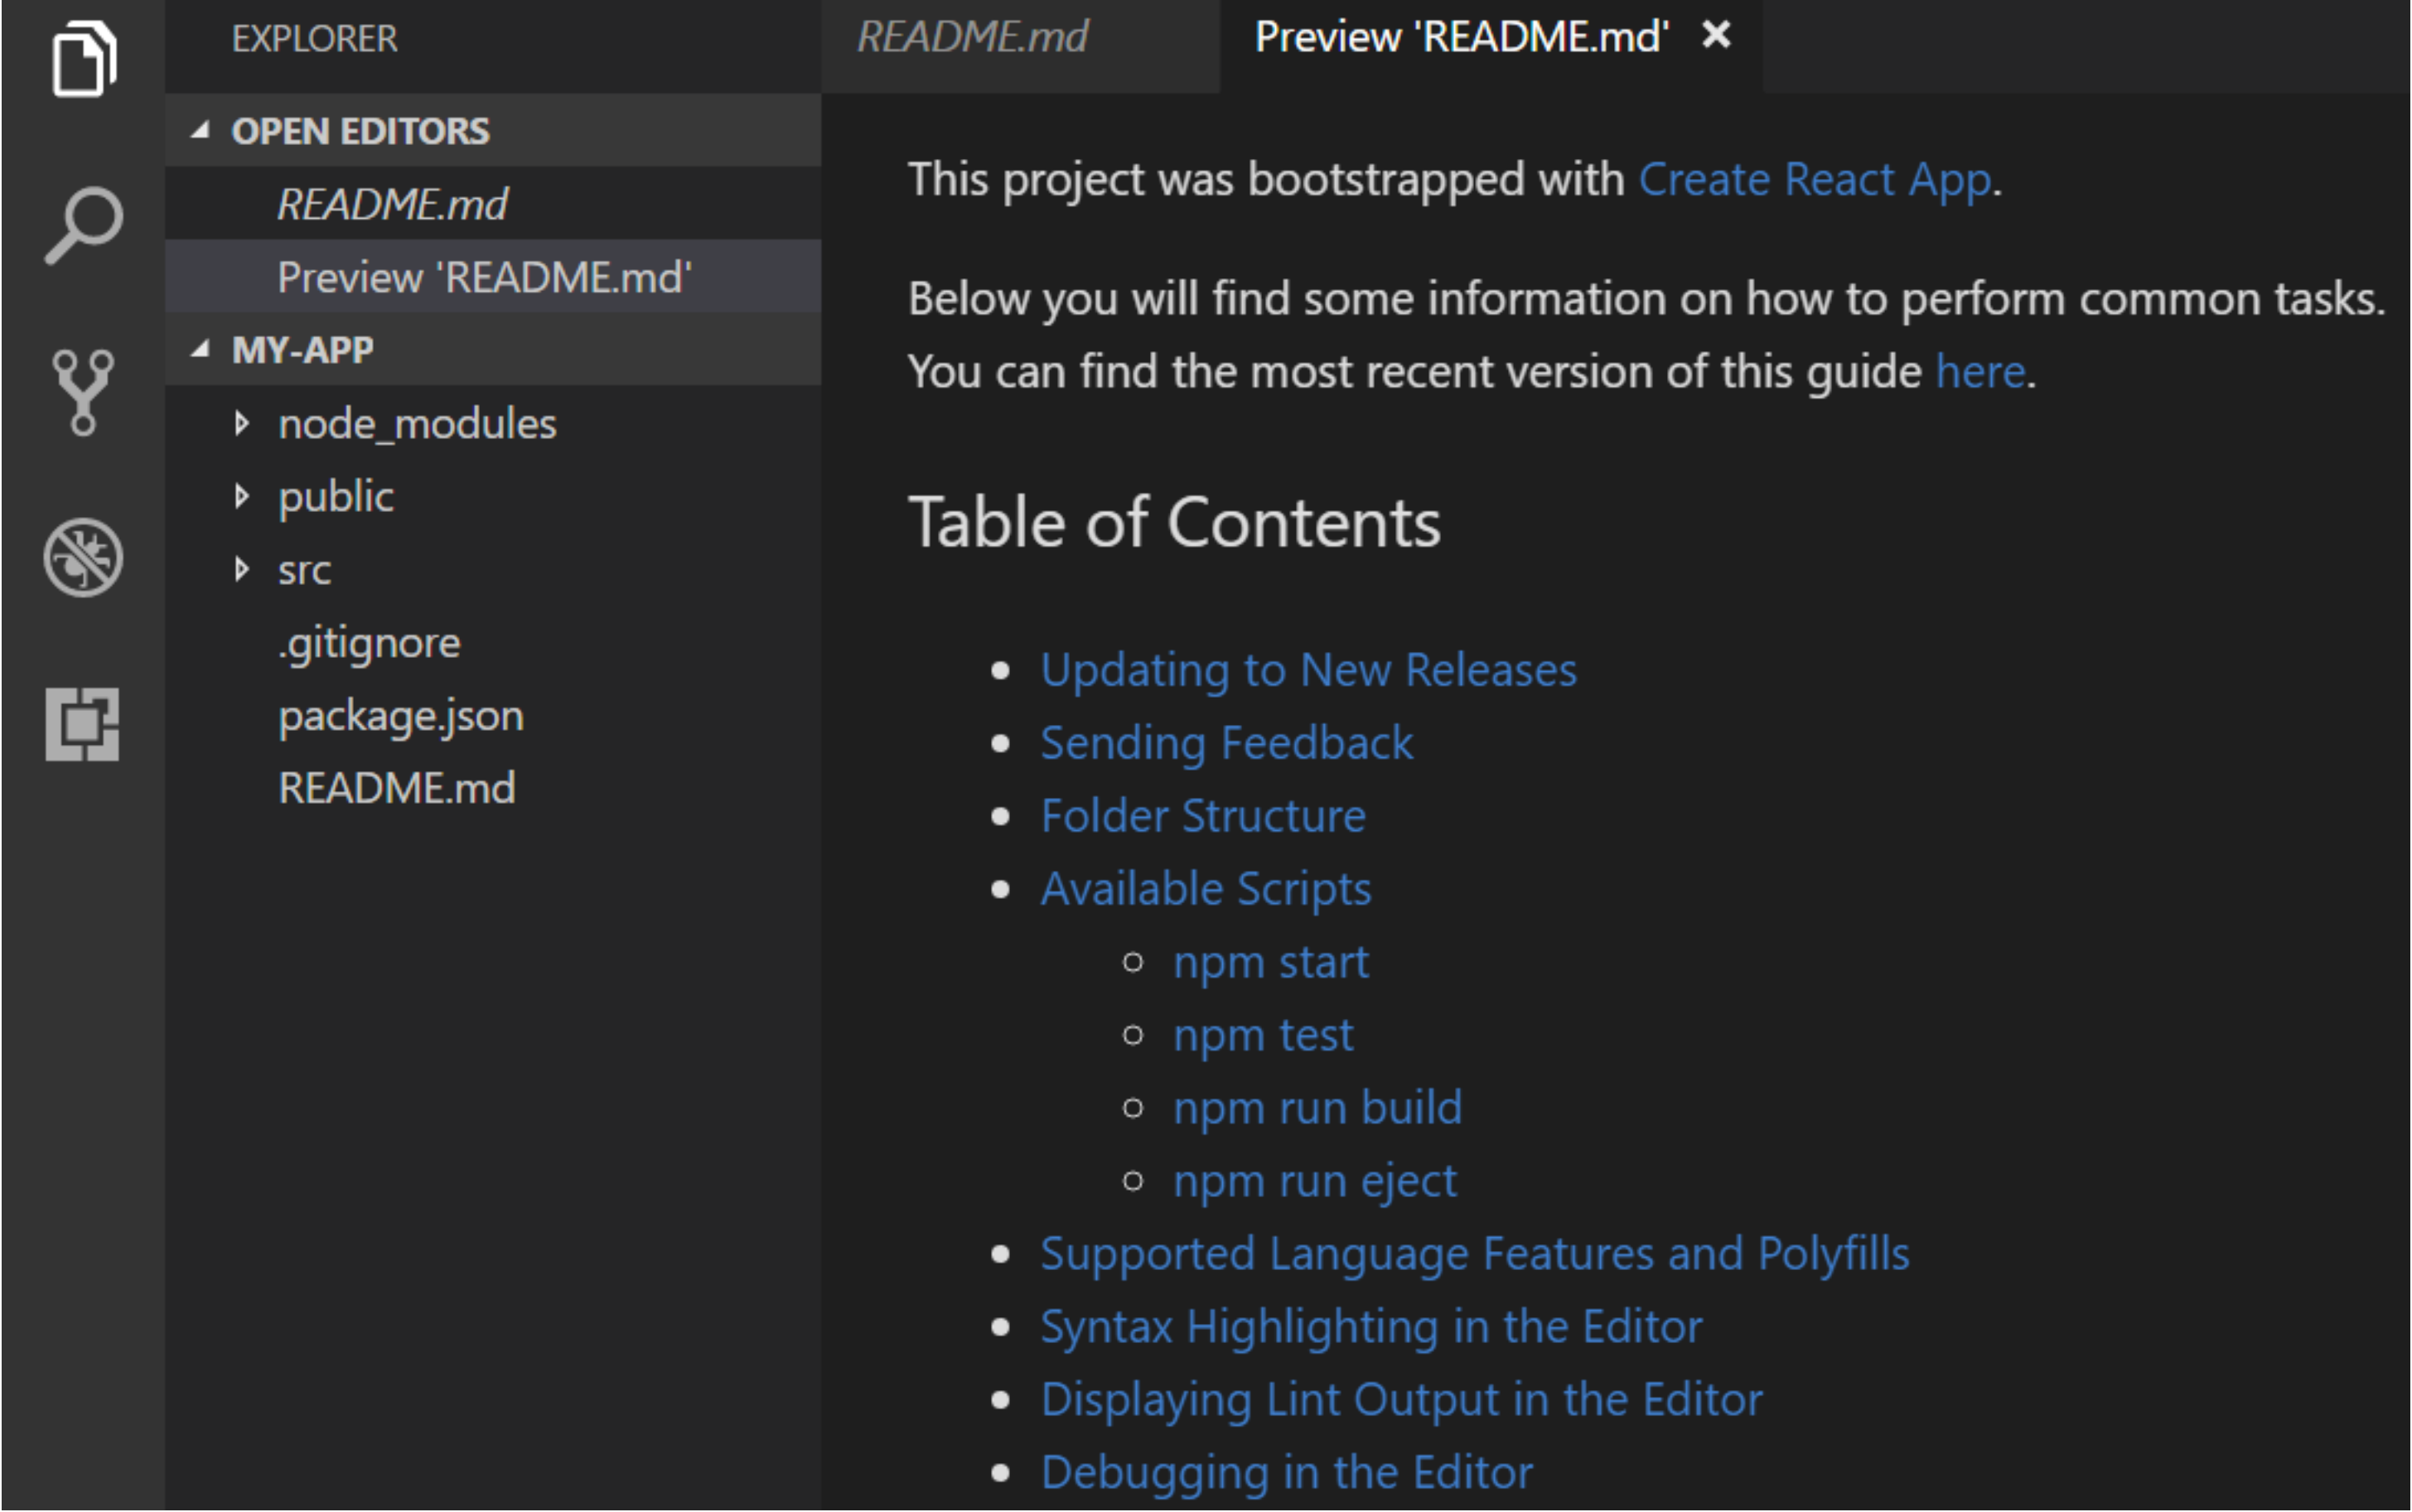 EXPLORER
OPEN EDITORS
README.md
Preview 'README.md'
MY-APP
node_modules
public
src
.gitignore
package.json
README.md
README.md
Preview 'README.md'
This project was bootstrapped with Create React App.
Below you will find some information on how to perform common tasks.
You can find the most recent version of this guide here.
Table of Contents
Updating to New Releases
Sending Feedback
Folder Structure
Available Scripts
npm start
npm test
npm run build
npm run eject
Supported Language Features and Polyfills
Syntax Highlighting in the Editor
Displaying Lint Output in the Editor
Debugging in the Editor